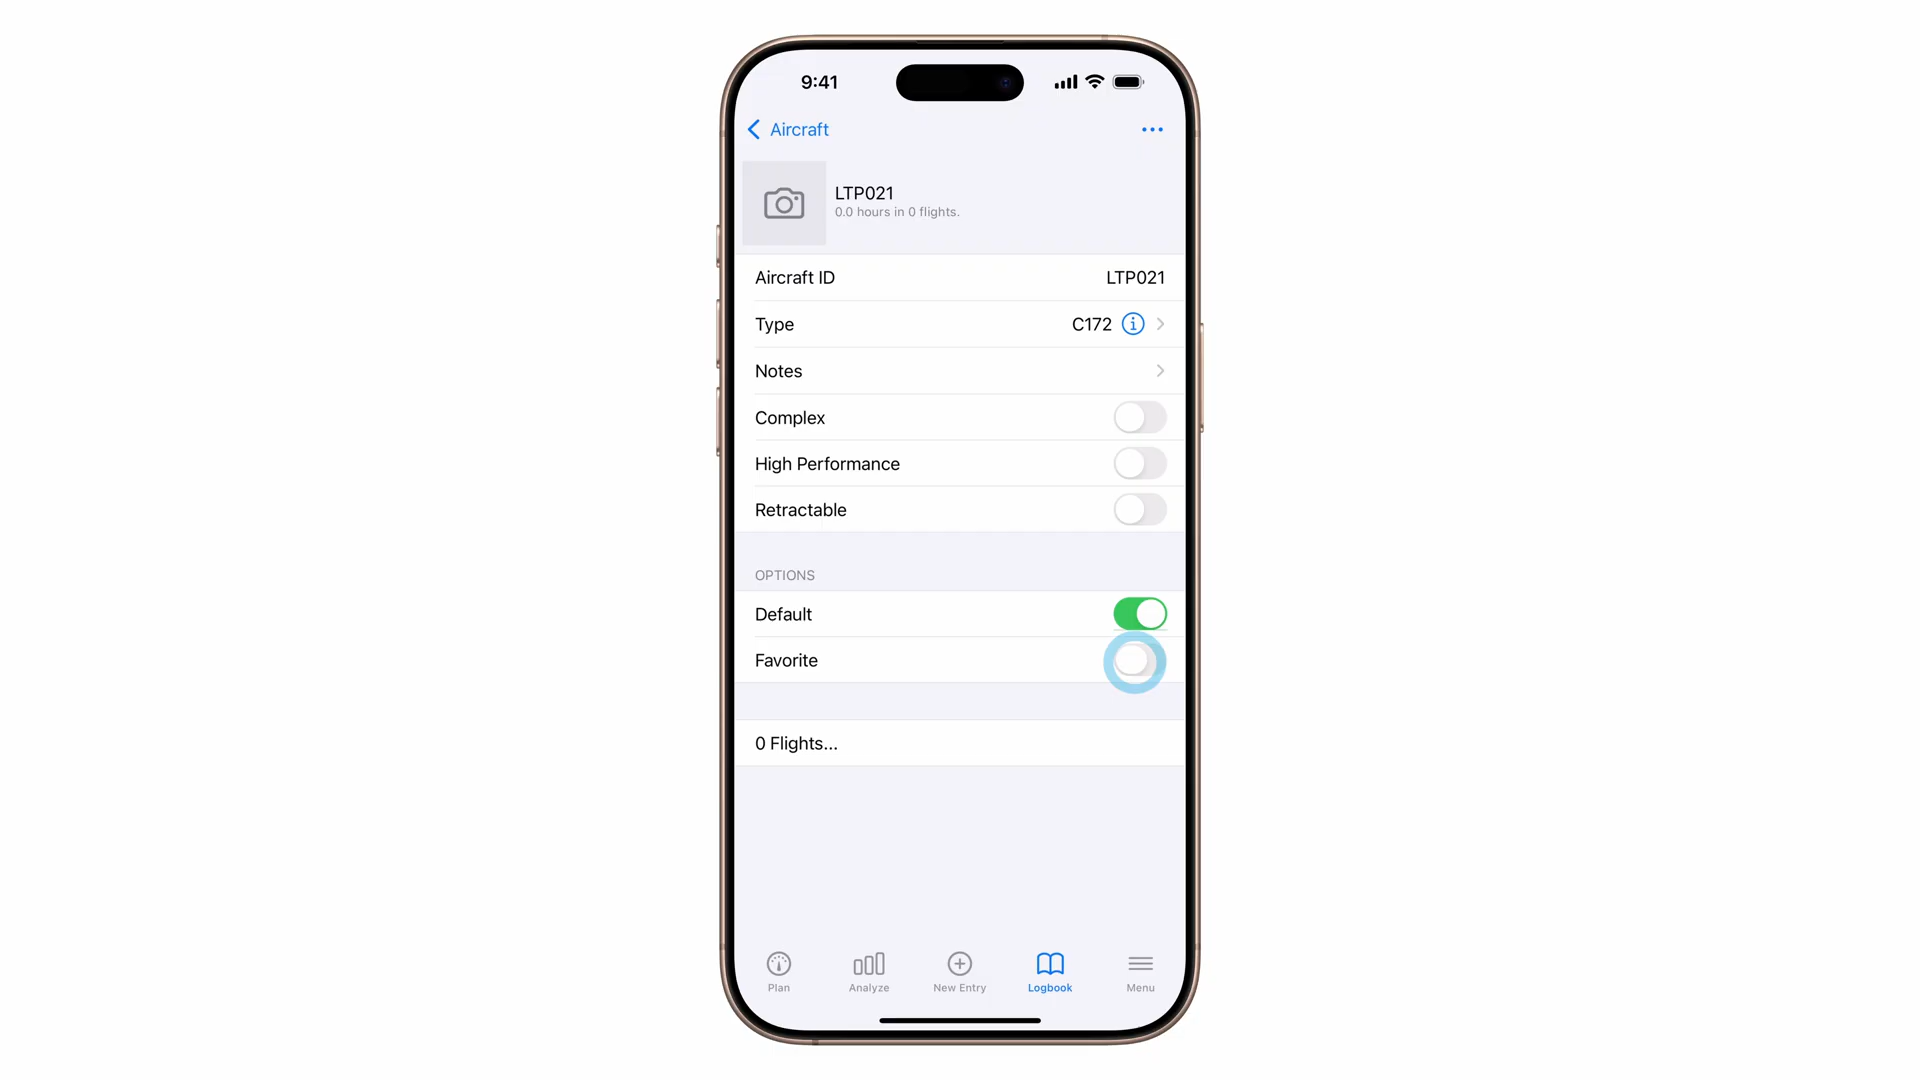 9:41
Aircraft
LTP021
0.0 hours in 0 flights.
Aircraft ID LTP021
Type C172
Notes
Complex
High Performance
Retractable
OPTIONS
Default
Favorite
0 Flights...
Plan Analyze New Entry Logbook Menu